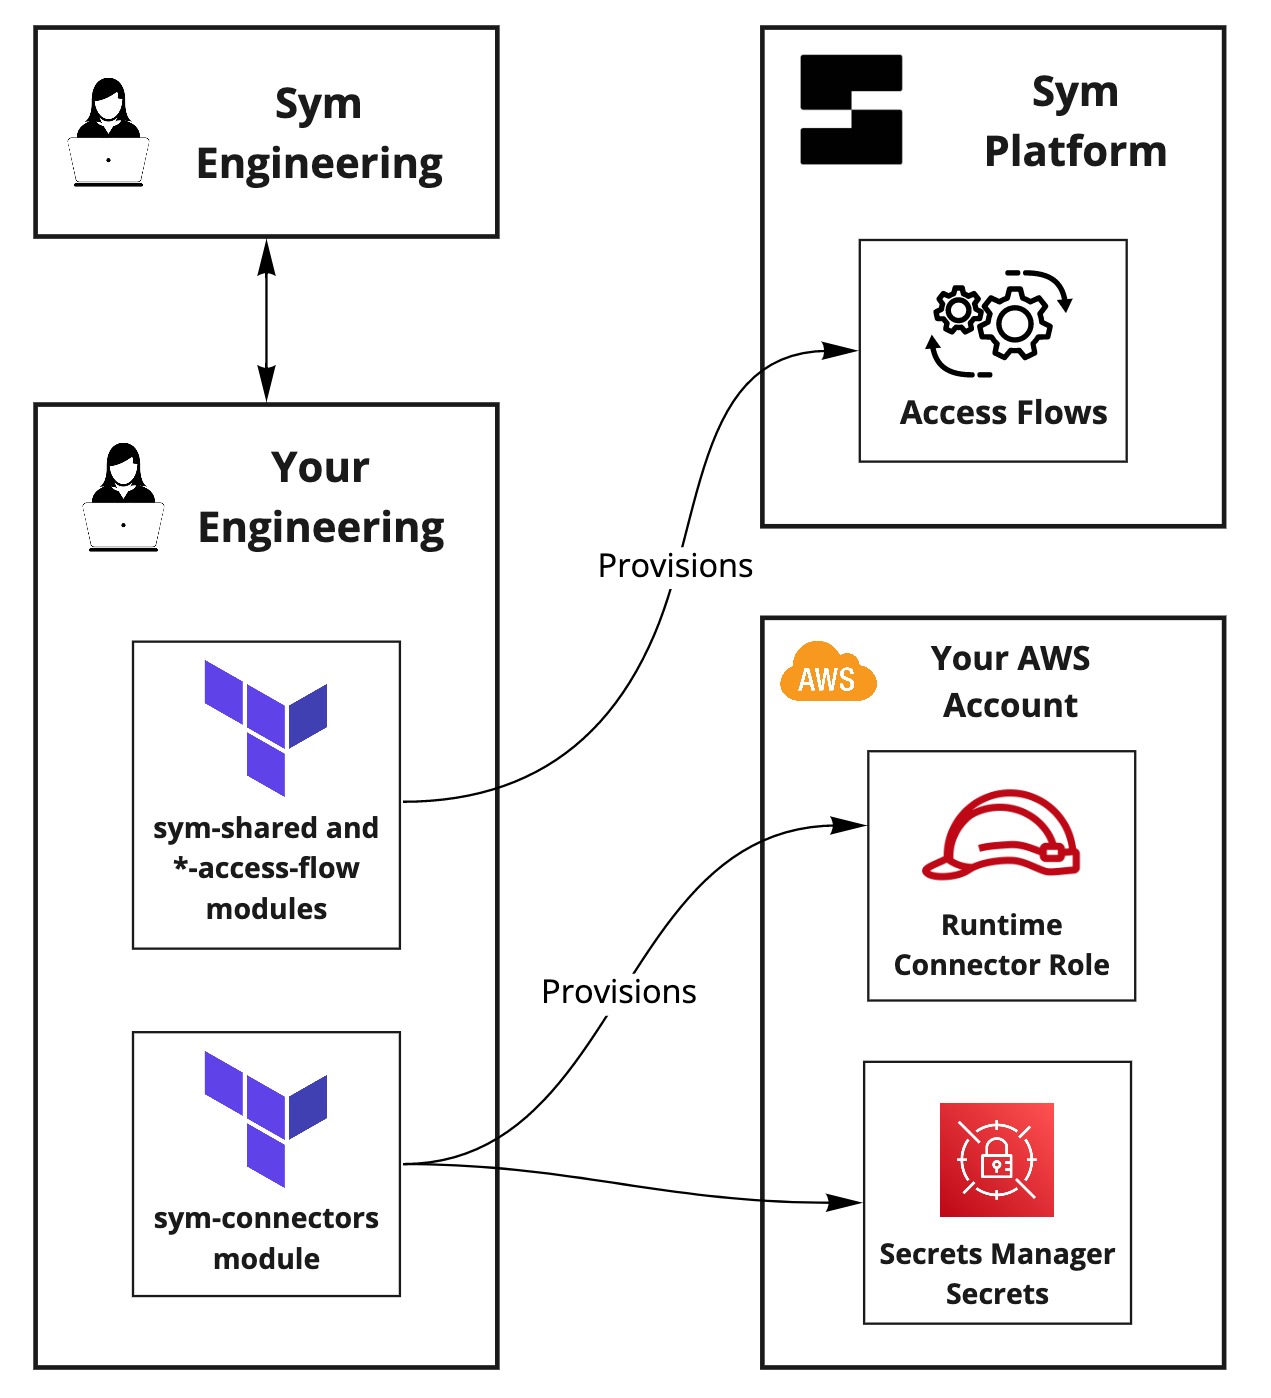 Sym
Engineering
Your
Engineering
sym-shared and
*-access-flow
modules
sym-connectors
module
Provisions
Provisions
Sym
Platform
Access Flows
AWS
Your AWS
Account
Runtime
Connector Role
Secrets Manager
Secrets